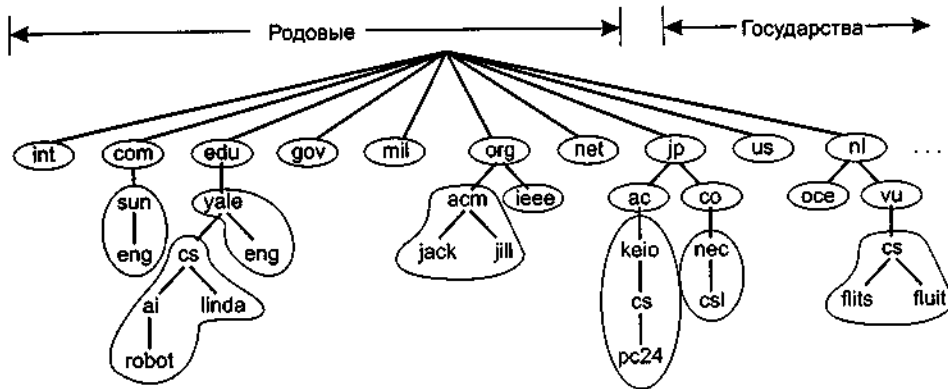 Родовые Государства
int com edu gov mil org net jp us nl ...
sun yale acm ieee ac co oce vu
eng cs eng jack jill keio nec cs
ai linda cs csl flits fluit
robot pc24